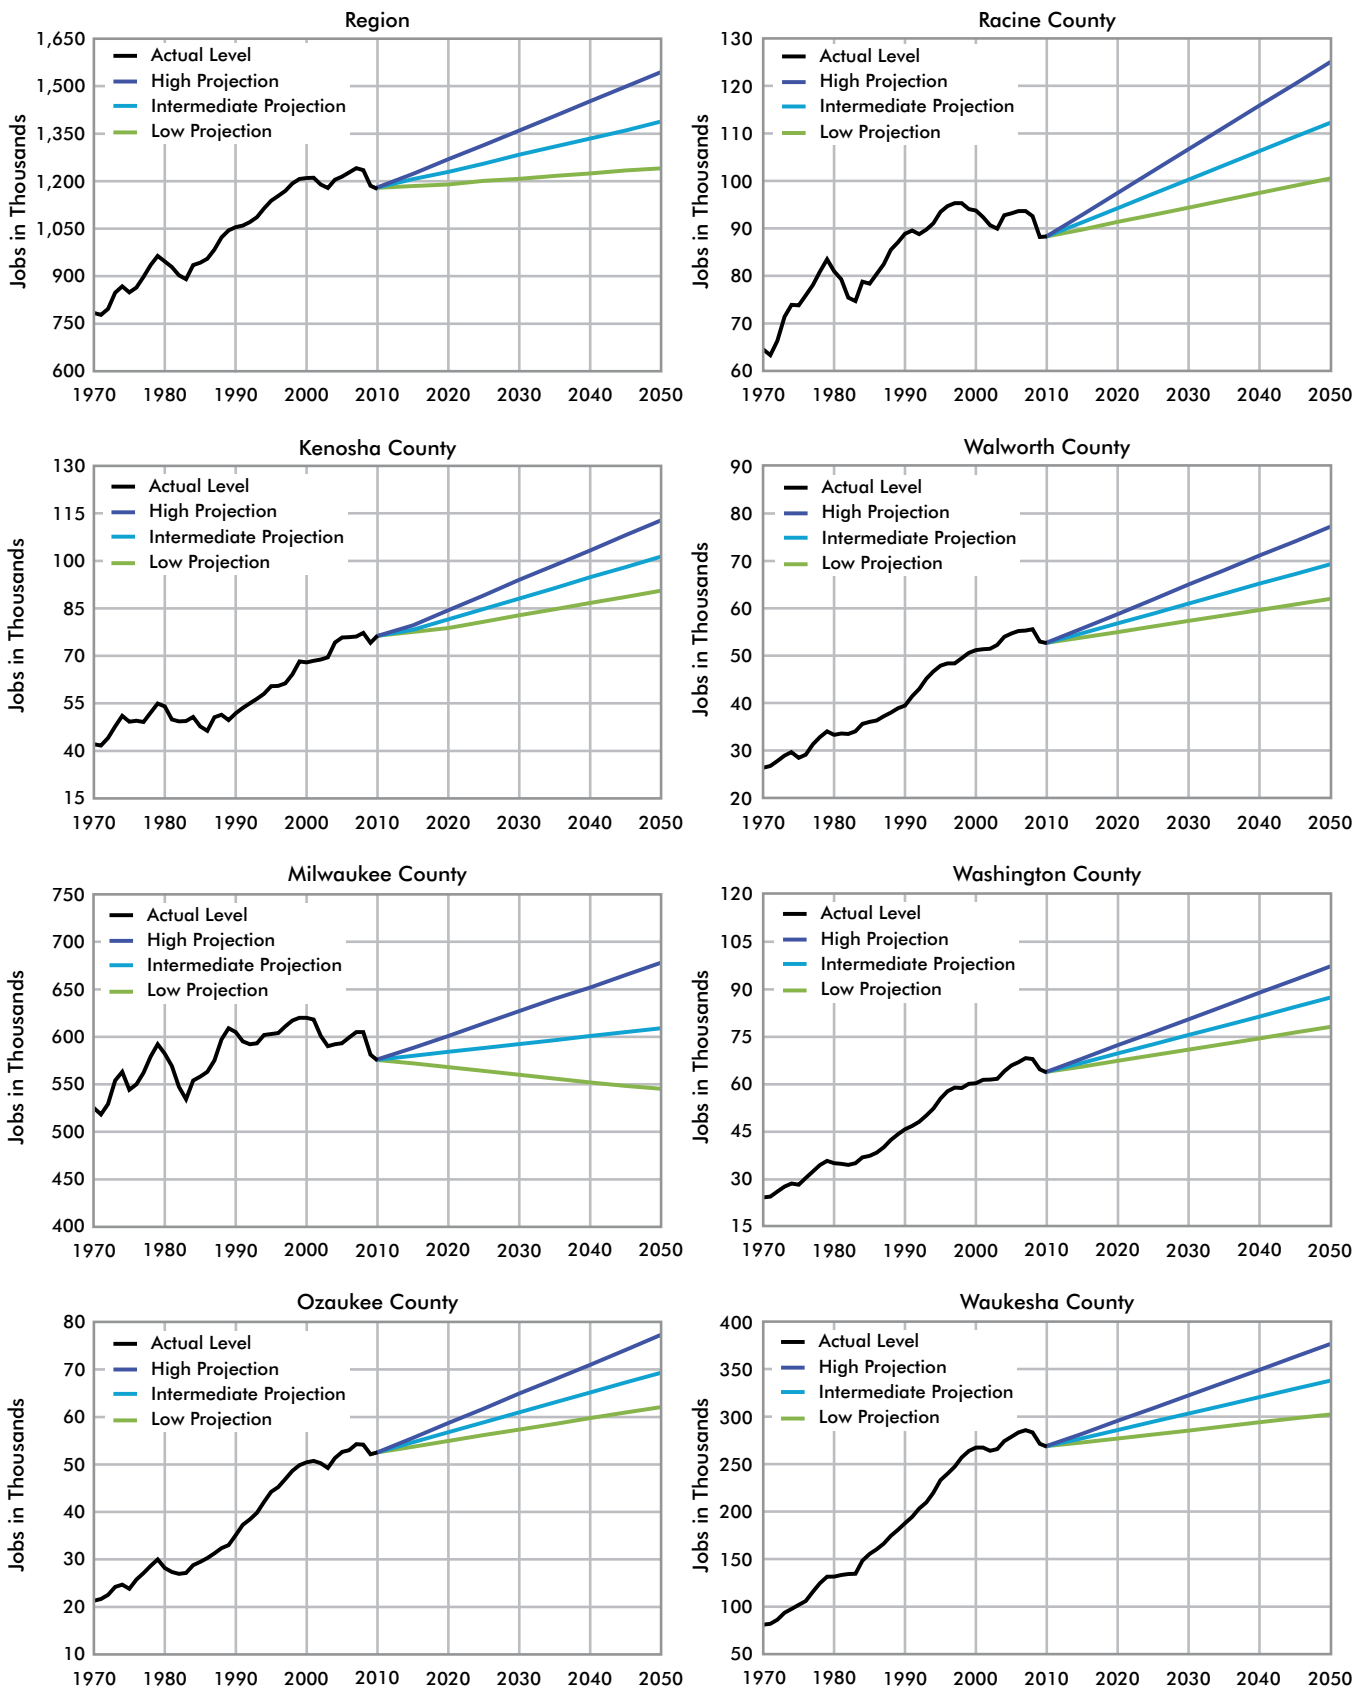 Region
1,650
1,500
1,350
1,200
1,050
900
750
600
Jobs in Thousands
Actual Level
High Projection
Intermediate Projection
Low Projection
1970 1980 1990 2000 2010 2020 2030 2040 2050
Racine County
130
120
110
100
90
80
70
60
Jobs in Thousands
Actual Level
High Projection
Intermediate Projection
Low Projection
1970 1980 1990 2000 2010 2020 2030 2040 2050
Kenosha County
130
115
100
85
70
55
40
15
Jobs in Thousands
Actual Level
High Projection
Intermediate Projection
Low Projection
1970 1980 1990 2000 2010 2020 2030 2040 2050
Walworth County
90
80
70
60
50
40
30
20
Jobs in Thousands
Actual Level
High Projection
Intermediate Projection
Low Projection
1970 1980 1990 2000 2010 2020 2030 2040 2050
Milwaukee County
750
700
650
600
550
500
450
400
Jobs in Thousands
Actual Level
High Projection
Intermediate Projection
Low Projection
1970 1980 1990 2000 2010 2020 2030 2040 2050
Washington County
120
105
90
75
60
45
30
15
Jobs in Thousands
Actual Level
High Projection
Intermediate Projection
Low Projection
1970 1980 1990 2000 2010 2020 2030 2040 2050
Ozaukee County
80
70
60
50
40
30
20
10
Jobs in Thousands
Actual Level
High Projection
Intermediate Projection
Low Projection
1970 1980 1990 2000 2010 2020 2030 2040 2050
Waukesha County
400
350
300
250
200
150
100
50
Jobs in Thousands
Actual Level
High Projection
Intermediate Projection
Low Projection
1970 1980 1990 2000 2010 2020 2030 2040 2050